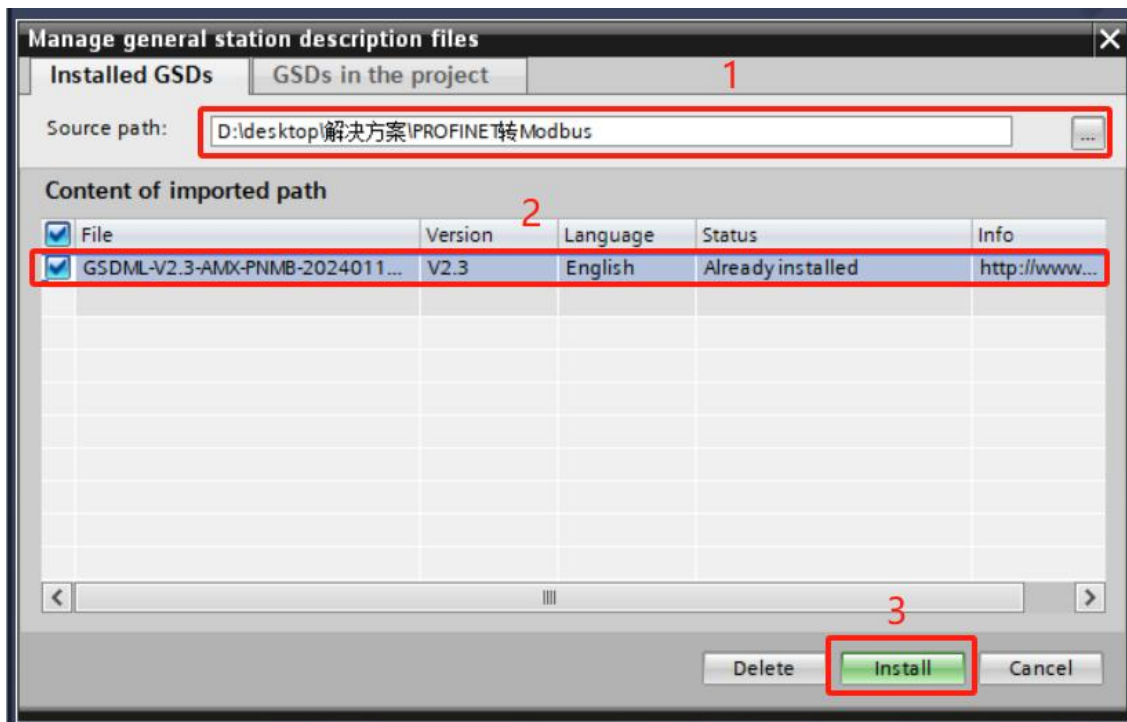 Manage general station description files
Installed GSDs GSDs in the project 1
Source path: D:\desktop\解决方案\PROFINET转Modbus ...
Content of imported path
2
File Version Language Status Info
GSDML-V2.3-AMX-PNMB-2024011... V2.3 English Already installed http://www...
3
Delete Install Cancel